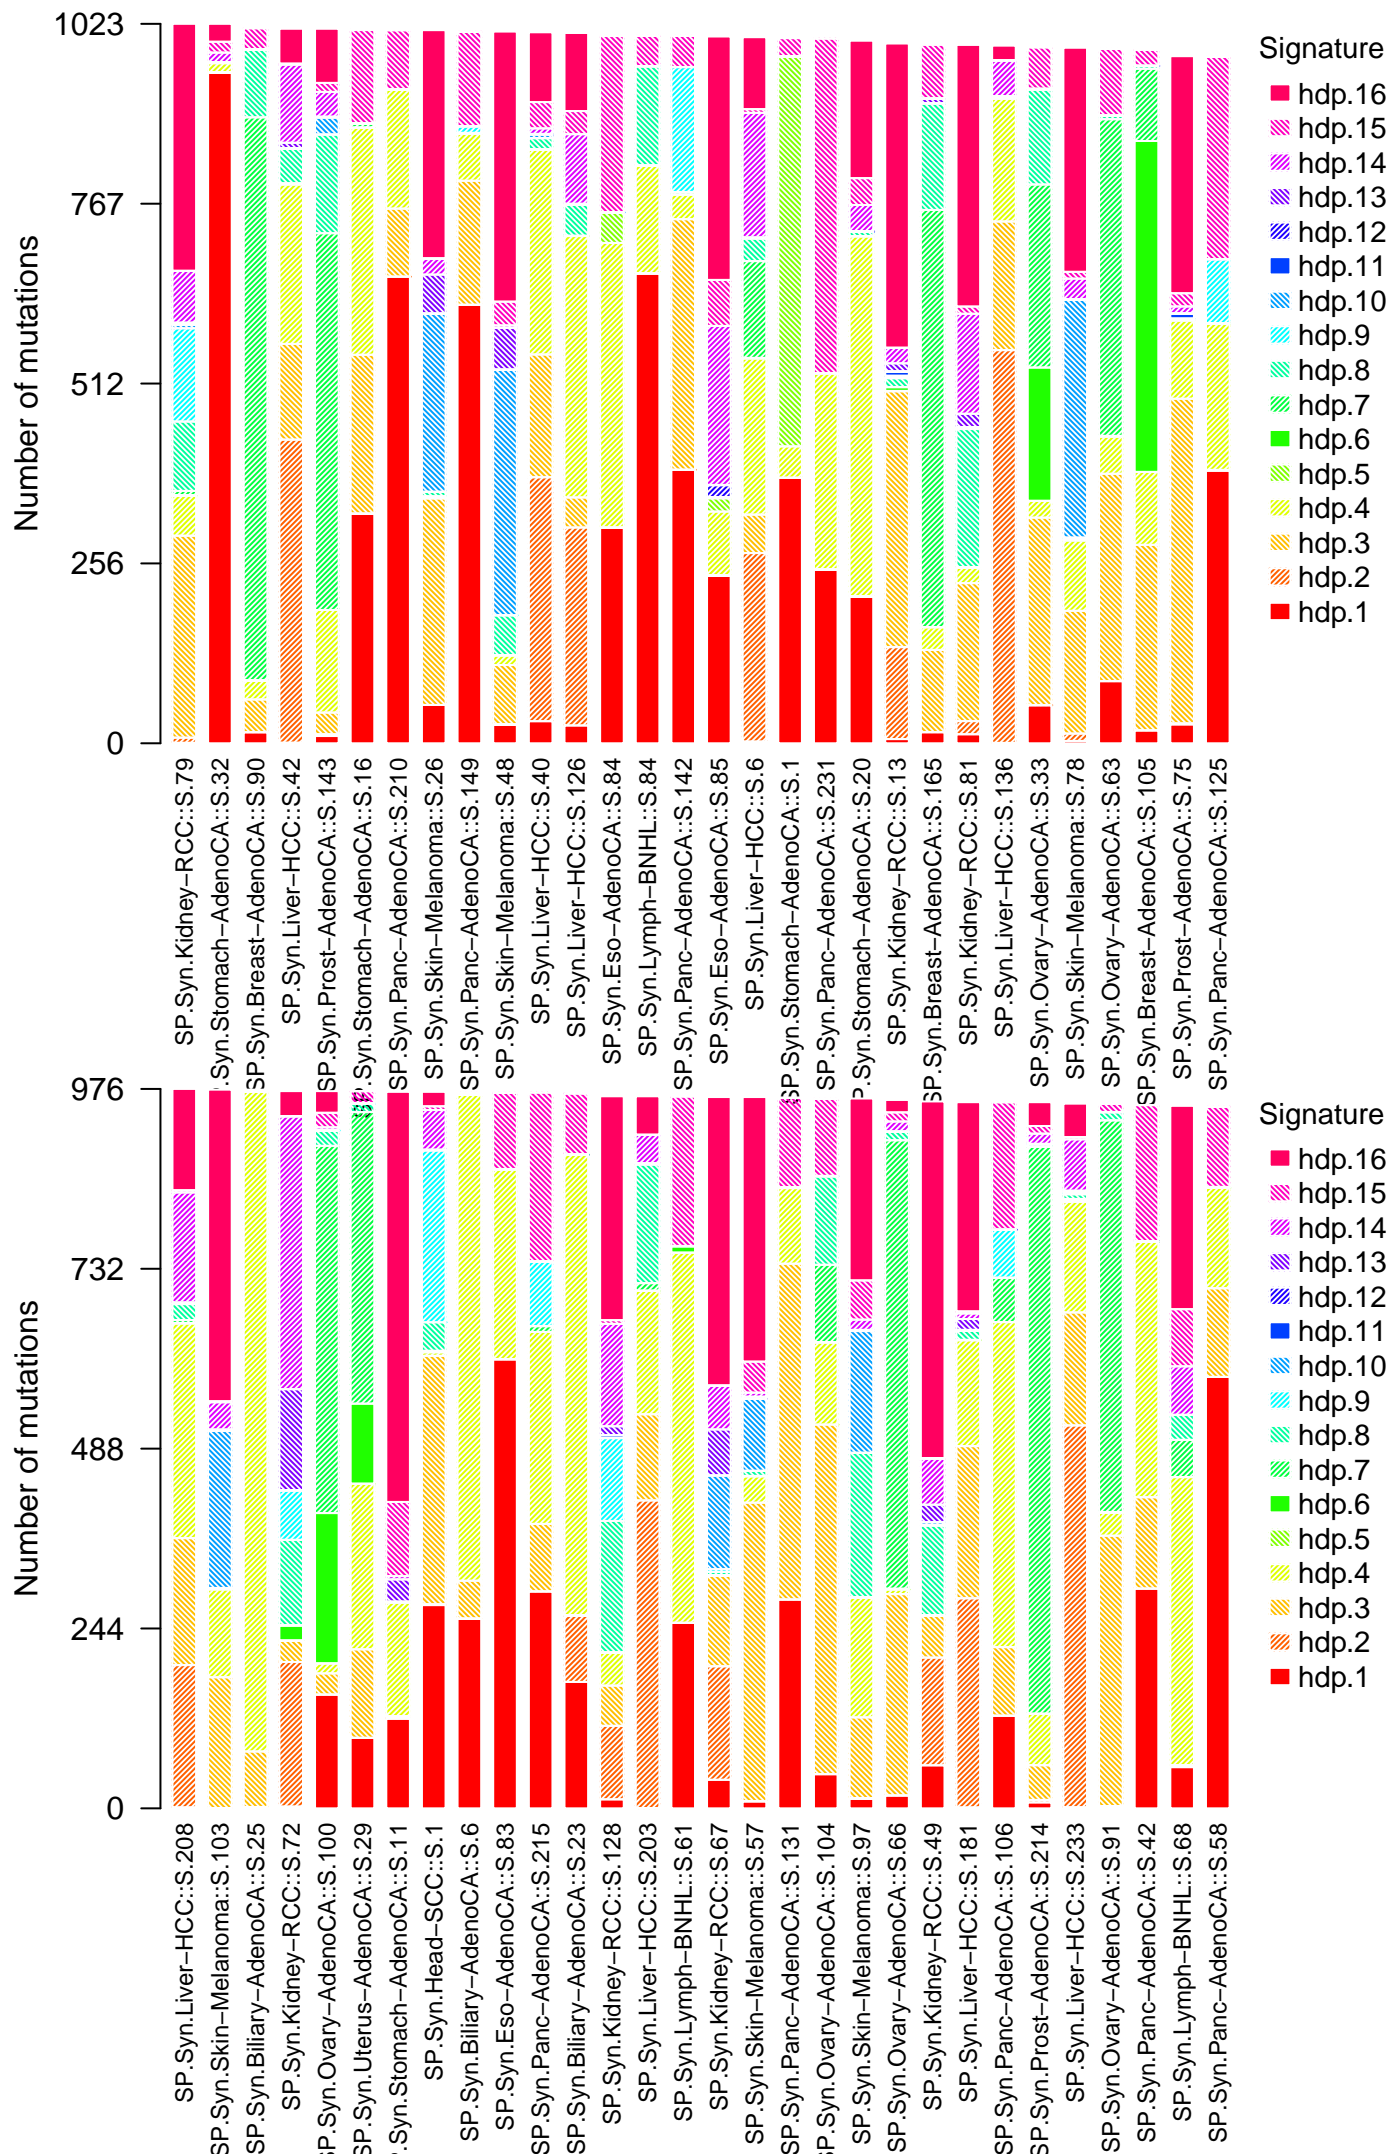 1023
767
512
256
0
Number of mutations
Signature
hdp.16
hdp.15
hdp.14
hdp.13
hdp.12
hdp.11
hdp.10
hdp.9
hdp.8
hdp.7
hdp.6
hdp.5
hdp.4
hdp.3
hdp.2
hdp.1
SP.Syn.Kidney−RCC::S.79
.Syn.Stomach−AdenoCA::S.32
SP.Syn.Breast−AdenoCA::S.90
SP.Syn.Liver−HCC::S.42
SP.Syn.Prost−AdenoCA::S.143
P.Syn.Stomach−AdenoCA::S.16
SP.Syn.Panc−AdenoCA::S.210
SP.Syn.Skin−Melanoma::S.26
SP.Syn.Panc−AdenoCA::S.149
SP.Syn.Skin−Melanoma::S.48
SP.Syn.Liver−HCC::S.40
SP.Syn.Liver−HCC::S.126
SP.Syn.Eso−AdenoCA::S.84
SP.Syn.Lymph−BNHL::S.84
SP.Syn.Panc−AdenoCA::S.142
SP.Syn.Eso−AdenoCA::S.85
SP.Syn.Liver−HCC::S.6
SP.Syn.Stomach−AdenoCA::S.1
SP.Syn.Panc−AdenoCA::S.231
P.Syn.Stomach−AdenoCA::S.20
SP.Syn.Kidney−RCC::S.13
SP.Syn.Breast−AdenoCA::S.165
SP.Syn.Kidney−RCC::S.81
SP.Syn.Liver−HCC::S.136
SP.Syn.Ovary−AdenoCA::S.33
SP.Syn.Skin−Melanoma::S.78
SP.Syn.Ovary−AdenoCA::S.63
SP.Syn.Breast−AdenoCA::S.105
SP.Syn.Prost−AdenoCA::S.75
SP.Syn.Panc−AdenoCA::S.125
976
732
488
244
0
Number of mutations
Signature
hdp.16
hdp.15
hdp.14
hdp.13
hdp.12
hdp.11
hdp.10
hdp.9
hdp.8
hdp.7
hdp.6
hdp.5
hdp.4
hdp.3
hdp.2
hdp.1
SP.Syn.Liver−HCC::S.208
SP.Syn.Skin−Melanoma::S.103
SP.Syn.Biliary−AdenoCA::S.25
SP.Syn.Kidney−RCC::S.72
SP.Syn.Ovary−AdenoCA::S.100
SP.Syn.Uterus−AdenoCA::S.29
.Syn.Stomach−AdenoCA::S.11
SP.Syn.Head−SCC::S.1
SP.Syn.Biliary−AdenoCA::S.6
SP.Syn.Eso−AdenoCA::S.83
SP.Syn.Panc−AdenoCA::S.215
SP.Syn.Biliary−AdenoCA::S.23
SP.Syn.Kidney−RCC::S.128
SP.Syn.Liver−HCC::S.203
SP.Syn.Lymph−BNHL::S.61
SP.Syn.Kidney−RCC::S.67
SP.Syn.Skin−Melanoma::S.57
SP.Syn.Panc−AdenoCA::S.131
SP.Syn.Ovary−AdenoCA::S.104
SP.Syn.Skin−Melanoma::S.97
SP.Syn.Ovary−AdenoCA::S.66
SP.Syn.Kidney−RCC::S.49
SP.Syn.Liver−HCC::S.181
SP.Syn.Panc−AdenoCA::S.106
SP.Syn.Prost−AdenoCA::S.214
SP.Syn.Liver−HCC::S.233
SP.Syn.Ovary−AdenoCA::S.91
SP.Syn.Panc−AdenoCA::S.42
SP.Syn.Lymph−BNHL::S.68
SP.Syn.Panc−AdenoCA::S.58